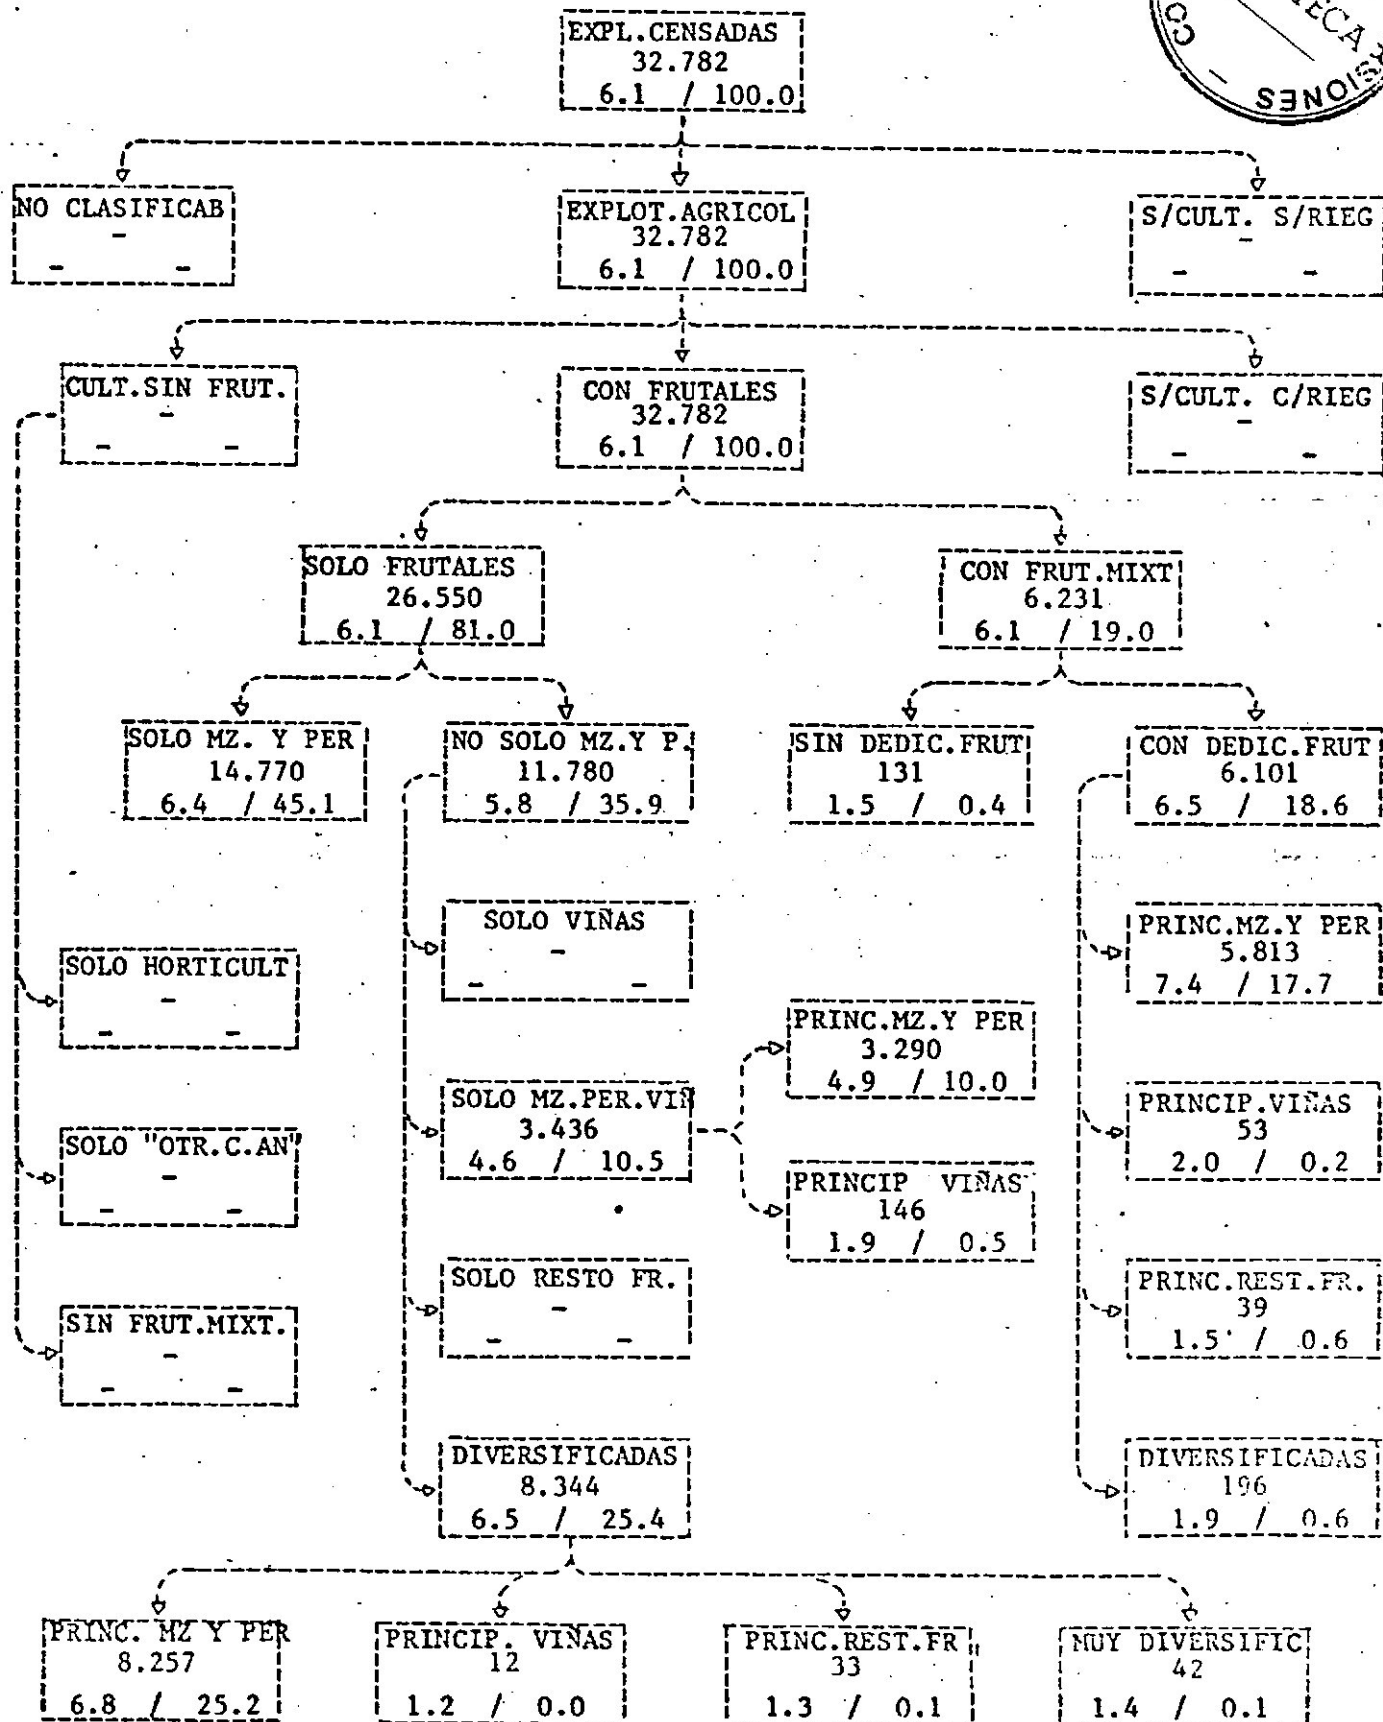 EXPL.CENSADAS
32.782
6.1 / 100.0
SIONES
NO CLASIFICAB
-
- -
EXPLOT.AGRICOL
32.782
6.1 / 100.0
S/CULT. S/RIEG
-
- -
CULT.SIN FRUT.
-
- -
CON FRUTALES
32.782
6.1 / 100.0
S/CULT. C/RIEG
-
- -
SOLO FRUTALES
26.550
6.1 / 81.0
CON FRUT.MIXT
6.231
6.1 / 19.0
SOLO MZ. Y PER
14.770
6.4 / 45.1
NO SOLO MZ.Y P.
11.780
5.8 / 35.9
SIN DEDIC.FRUT
131
1.5 / 0.4
CON DEDIC.FRUT
6.101
6.5 / 18.6
SOLO VIÑAS
-
- -
PRINC.MZ.Y PER
5.813
7.4 / 17.7
SOLO HORTICULT
-
- -
PRINC.MZ.Y PER
3.290
4.9 / 10.0
SOLO MZ.PER.VIÑ
3.436
4.6 / 10.5
PRINCIP.VIÑAS
53
2.0 / 0.2
SOLO "OTR.C.AN"
-
- -
PRINCIP VIÑAS
146
1.9 / 0.5
SOLO RESTO FR.
-
- -
PRINC.REST.FR.
39
1.5 / 0.6
SIN FRUT.MIXT.
-
- -
DIVERSIFICADAS
8.344
6.5 / 25.4
DIVERSIFICADAS
196
1.9 / 0.6
PRINC. MZ Y PER
8.257
6.8 / 25.2
PRINCIP. VIÑAS
12
1.2 / 0.0
PRINC.REST.FR
33
1.3 / 0.1
MUY DIVERSIFIC
42
1.4 / 0.1